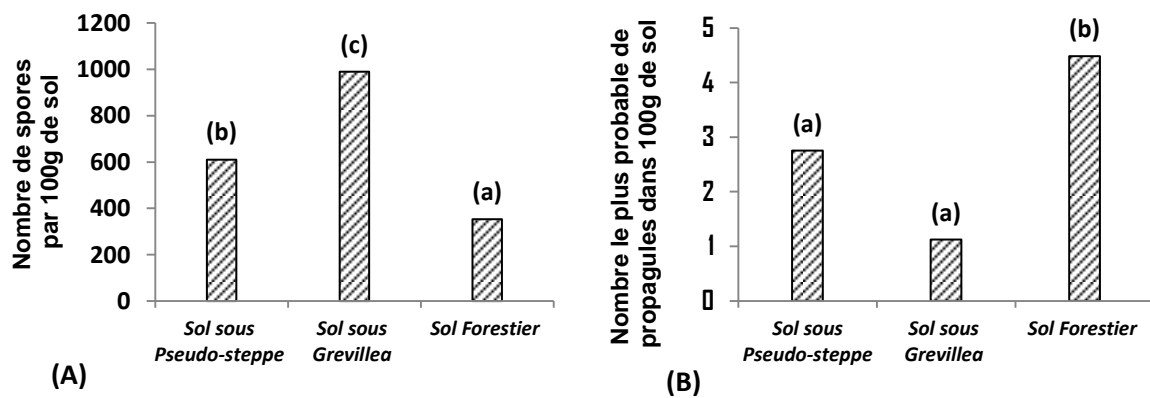 Nombre de spores
par 100g de sol
1200
1000
800
600
400
200
0
(b)
(c)
(a)
Sol sous
Pseudo-steppe
Sol sous
Grevillea
Sol Forestier
(A)
Nombre le plus probable de
propagules dans 100g de sol
5
4
3
2
1
0
(a)
(a)
(b)
Sol sous
Pseudo-steppe
Sol sous
Grevillea
Sol Forestier
(B)